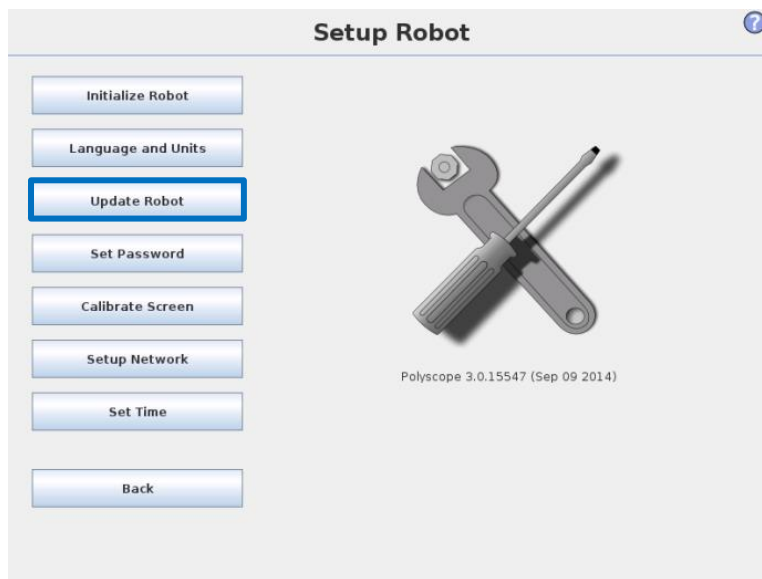 Setup Robot
?
Initialize Robot
Language and Units
Update Robot
Set Password
Calibrate Screen
Setup Network
Set Time
Back
Polyscope 3.0.15547 (Sep 09 2014)